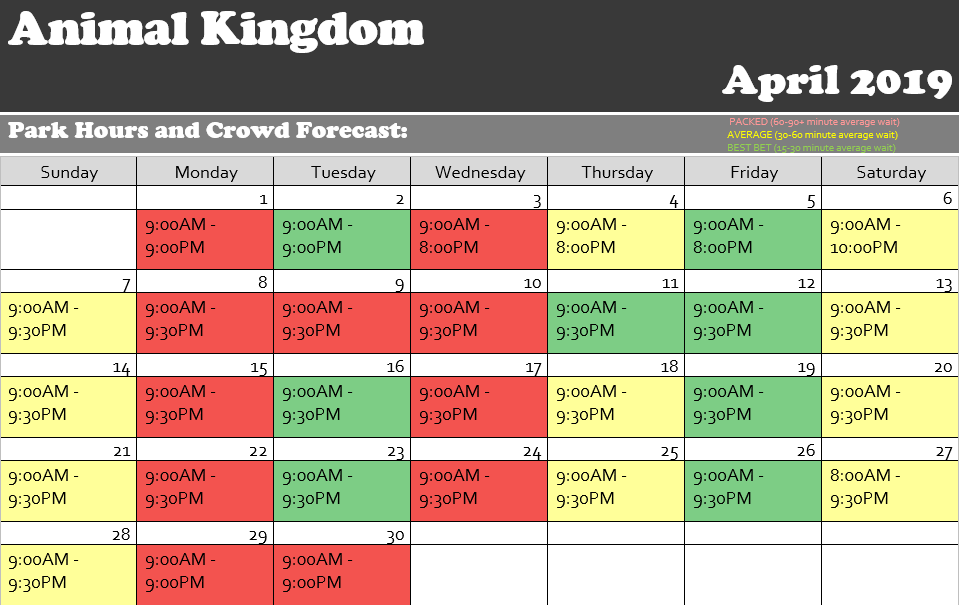 Animal Kingdom
April 2019
Park Hours and Crowd Forecast:
PACKED (60-90+ minute average wait)
AVERAGE (30-60 minute average wait)
BEST BET (15-30 minute average wait)
Sunday Monday Tuesday Wednesday Thursday Friday Saturday
1 2 3 4 5 6
9:00AM - 9:00AM - 9:00AM - 9:00AM - 9:00AM - 9:00AM -
9:00PM 9:00PM 8:00PM 8:00PM 8:00PM 10:00PM
7 8 9 10 11 12 13
9:00AM - 9:00AM - 9:00AM - 9:00AM - 9:00AM - 9:00AM - 9:00AM -
9:30PM 9:30PM 9:30PM 9:30PM 9:30PM 9:30PM 9:30PM
14 15 16 17 18 19 20
9:00AM - 9:00AM - 9:00AM - 9:00AM - 9:00AM - 9:00AM - 9:00AM -
9:30PM 9:30PM 9:30PM 9:30PM 9:30PM 9:30PM 9:30PM
21 22 23 24 25 26 27
9:00AM - 9:00AM - 9:00AM - 9:00AM - 9:00AM - 9:00AM - 8:00AM -
9:30PM 9:30PM 9:30PM 9:30PM 9:30PM 9:30PM 9:30PM
28 29 30
9:00AM - 9:00AM - 9:00AM -
9:30PM 9:00PM 9:00PM